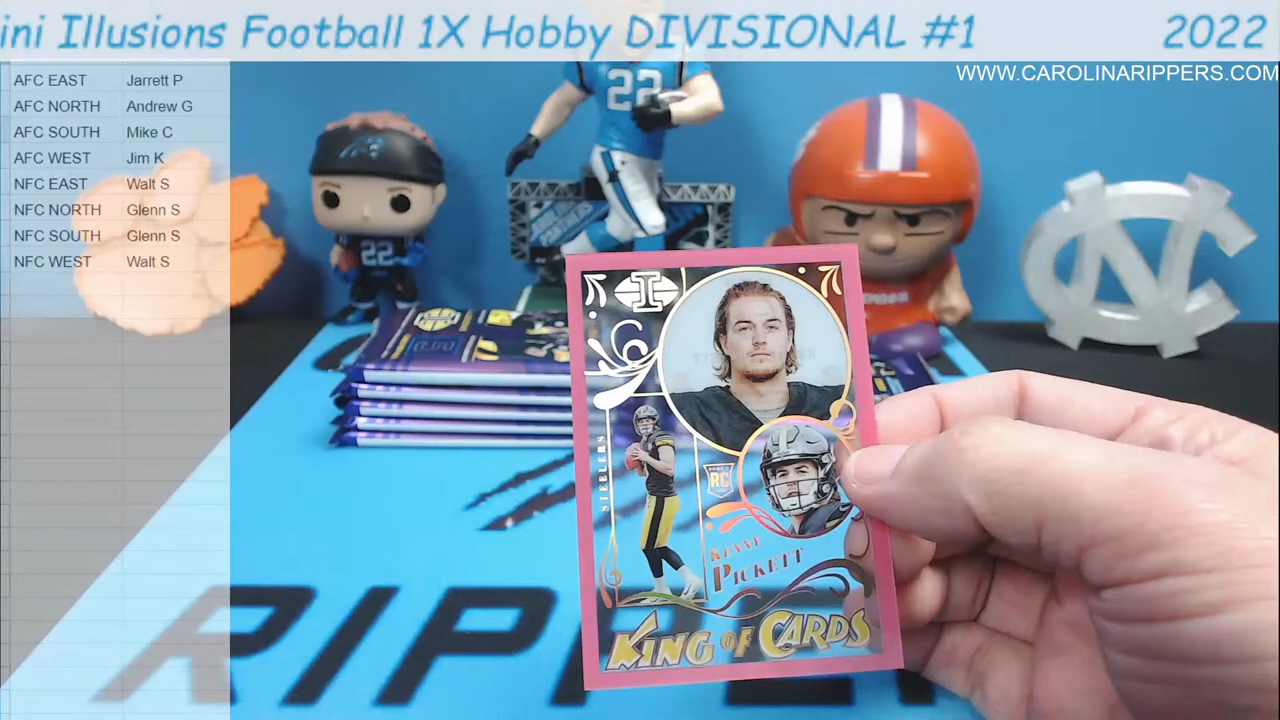 ini Illusions Football 1X Hobby DIVISIONAL #1 2022
WWW.CAROLINARIPPERS.COM
AFC EAST Jarrett P
AFC NORTH Andrew G
AFC SOUTH Mike C
AFC WEST Jim K
NFC EAST Walt S
NFC NORTH Glenn S
NFC SOUTH Glenn S
NFC WEST Walt S
22
22
I
STEELERS
RC
KENNY
PICKETT
KING OF CARDS
NC
RIPPE